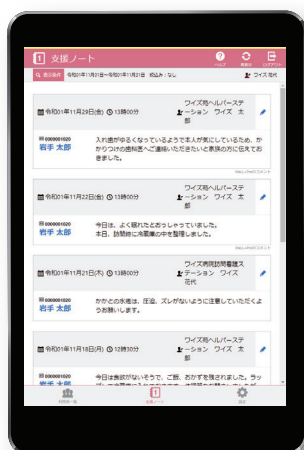 支援ノート
ヘルプ 再表示 ログアウト
表示条件 令和01年11月01日~令和01年11月31日 絞込み:なし ワイズ 花代
令和01年11月29日(金) 13時00分
ワイズ苑ヘルパーステーション ワイズ 太郎
0000001020
岩手 太郎
入れ歯がゆるくなっているようで本人が気にしているため、か
かりつけの歯科医へご連絡いただきたいと家族の方に伝えてお
きました。
令和01年11月22日(金) 13時00分
ワイズ苑ヘルパーステーション ワイズ 太郎
0000001020
岩手 太郎
今日は、よく眠れたとおっしゃっていました。
本日、訪問時に冷蔵庫の中を整理しました。
令和01年11月21日(木) 13時00分
ワイズ病院訪問看護ステーション ワイズ 花代
0000001020
岩手 太郎
かかとの水疱は、圧迫、ズレがないように注意していただくよ
うお願いします。
令和01年11月18日(月) 12時30分
ワイズ苑ヘルパーステーション ワイズ 太郎
0000001020
岩手 太郎
今日は食欲がないそうで、ご飯、おかずを残されました。ラッ
利用者一覧 支援ノート 設定